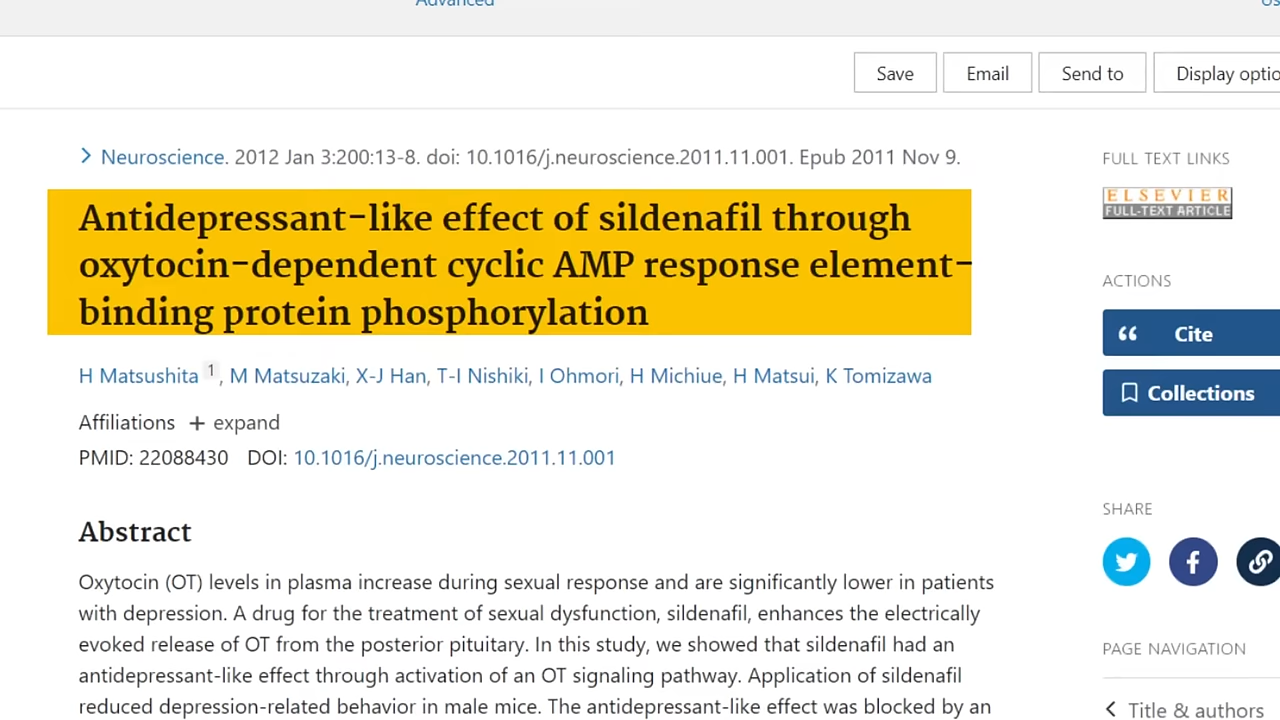 Advanced
Save
Email
Send to
Display optio
Neuroscience. 2012 Jan 3:200:13-8. doi: 10.1016/j.neuroscience.2011.11.001. Epub 2011 Nov 9.
Antidepressant-like effect of sildenafil through
oxytocin-dependent cyclic AMP response element-
binding protein phosphorylation
H Matsushita 1, M Matsuzaki, X-J Han, T-I Nishiki, I Ohmori, H Michiue, H Matsui, K Tomizawa
Affiliations + expand
PMID: 22088430 DOI: 10.1016/j.neuroscience.2011.11.001
Abstract
Oxytocin (OT) levels in plasma increase during sexual response and are significantly lower in patients
with depression. A drug for the treatment of sexual dysfunction, sildenafil, enhances the electrically
evoked release of OT from the posterior pituitary. In this study, we showed that sildenafil had an
antidepressant-like effect through activation of an OT signaling pathway. Application of sildenafil
reduced depression-related behavior in male mice. The antidepressant-like effect was blocked by an
FULL TEXT LINKS
ELSEVIER
FULL-TEXT ARTICLE
ACTIONS
Cite
Collections
SHARE
PAGE NAVIGATION
Title & authors